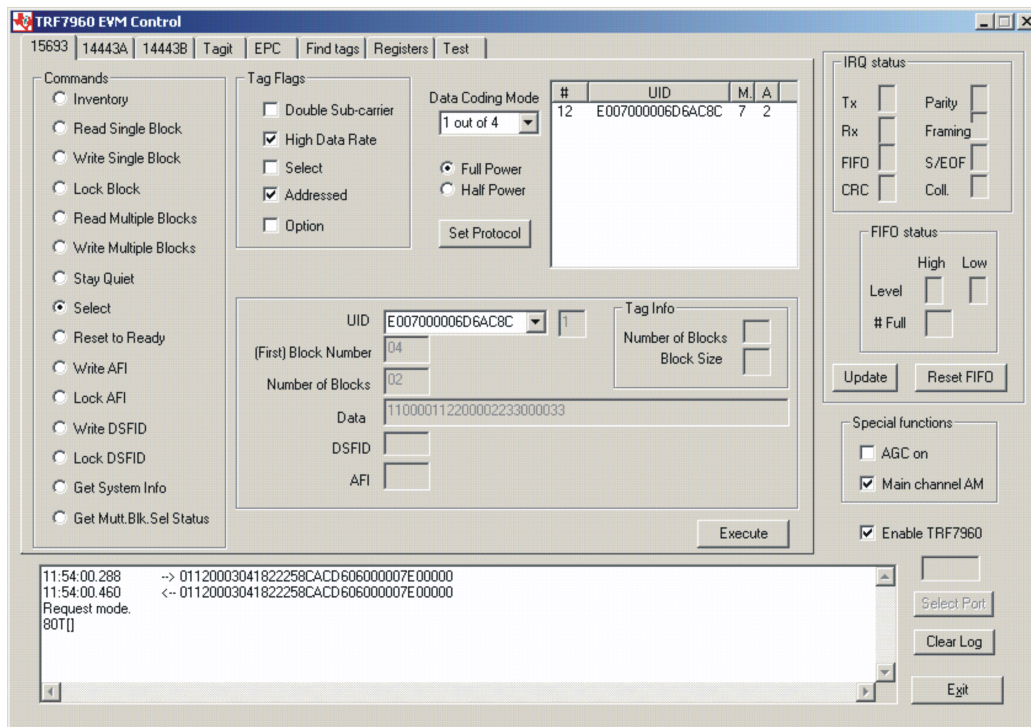 TRF7960 EVM Control
15693 14443A 14443B Tagit EPC Find tags Registers Test
Commands
Inventory
Read Single Block
Write Single Block
Lock Block
Read Multiple Blocks
Write Multiple Blocks
Stay Quiet
Select
Reset to Ready
Write AFI
Lock AFI
Write DSFID
Lock DSFID
Get System Info
Get Mutt.Blk.Sel Status
Tag Flags
Double Sub-carrier
High Data Rate
Select
Addressed
Option
Data Coding Mode
1 out of 4
Full Power
Half Power
Set Protocol
# UID M. A
12 E007000006D6AC8C 7 2
UID E007000006D6AC8C 1
(First) Block Number 04
Number of Blocks 02
Data 110000112200002233000033
DSFID
AFI
Tag Info
Number of Blocks
Block Size
Execute
IRQ status
Tx Parity
Rx Framing
FIFO S/EOF
CRC Coll.
FIFO status
High Low
Level
# Full
Update Reset FIFO
Special functions
AGC on
Main channel AM
Enable TRF7960
Select Port
Clear Log
Exit
11:54:00.288 --> 01120003041822258CACD606000007E00000
11:54:00.460 <-- 01120003041822258CACD606000007E00000
Request mode.
80T[]